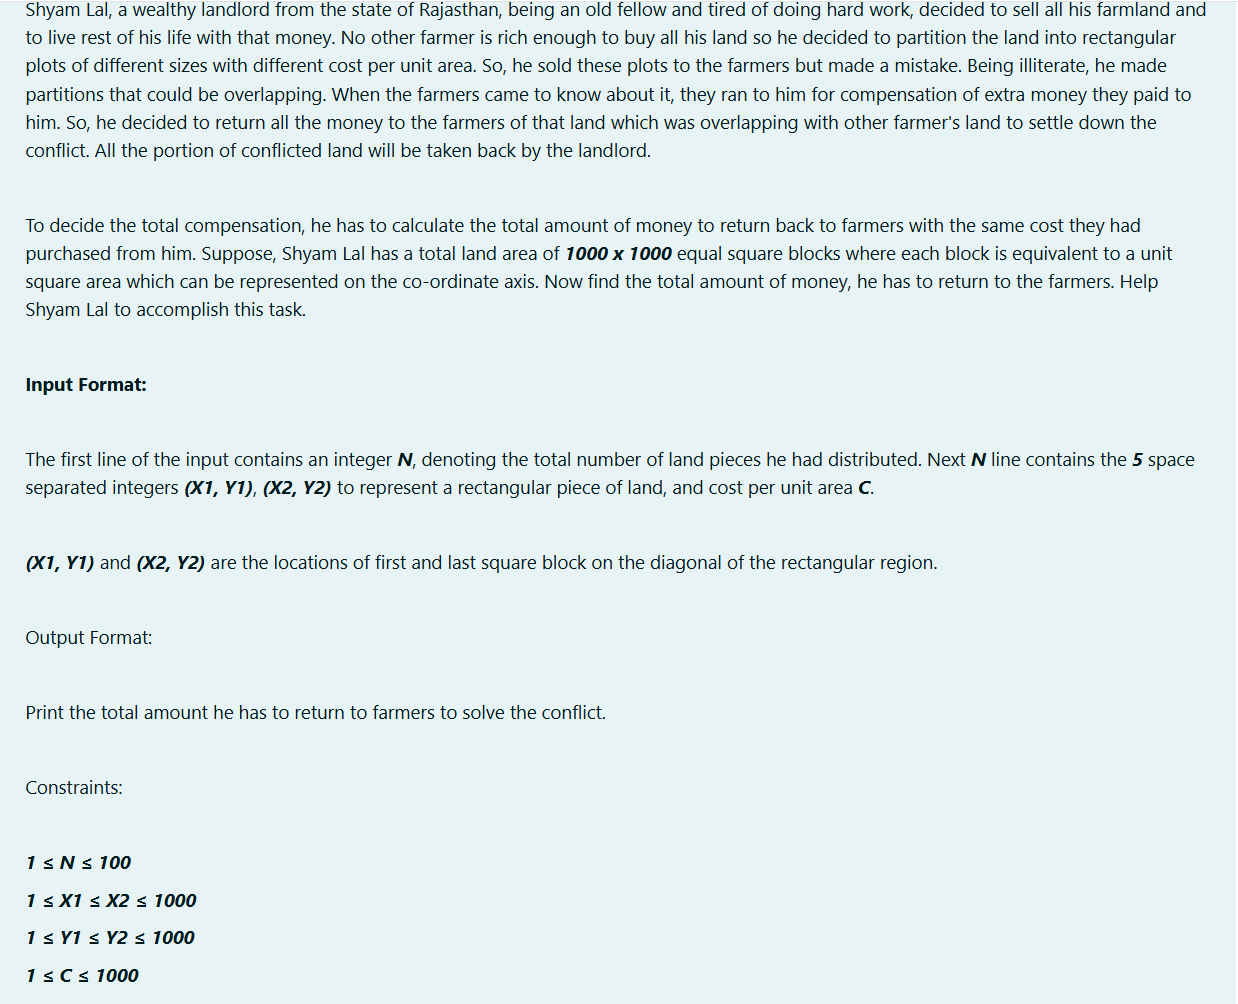 Shyam Lal, a wealthy landlord from the state of Rajasthan, being an old fellow and tired of doing hard work, decided to sell all his farmland and
to live rest of his life with that money. No other farmer is rich enough to buy all his land so he decided to partition the land into rectangular
plots of different sizes with different cost per unit area. So, he sold these plots to the farmers but made a mistake. Being illiterate, he made
partitions that could be overlapping. When the farmers came to know about it, they ran to him for compensation of extra money they paid to
him. So, he decided to return all the money to the farmers of that land which was overlapping with other farmer's land to settle down the
conflict. All the portion of conflicted land will be taken back by the landlord.
To decide the total compensation, he has to calculate the total amount of money to return back to farmers with the same cost they had
purchased from him. Suppose, Shyam Lal has a total land area of 1000 x 1000 equal square blocks where each block is equivalent to a unit
square area which can be represented on the co-ordinate axis. Now find the total amount of money, he has to return to the farmers. Help
Shyam Lal to accomplish this task.
Input Format:
The first line of the input contains an integer N, denoting the total number of land pieces he had distributed. Next N line contains the 5 space
separated integers (X1, Y1), (X2, Y2) to represent a rectangular piece of land, and cost per unit area C.
(X1, Y1) and (X2, Y2) are the locations of first and last square block on the diagonal of the rectangular region.
Output Format:
Print the total amount he has to return to farmers to solve the conflict.
Constraints:
1 ≤ N ≤ 100
1 ≤ X1 ≤ X2 ≤ 1000
1 ≤ Y1 ≤ Y2 ≤ 1000
1 ≤ C ≤ 1000